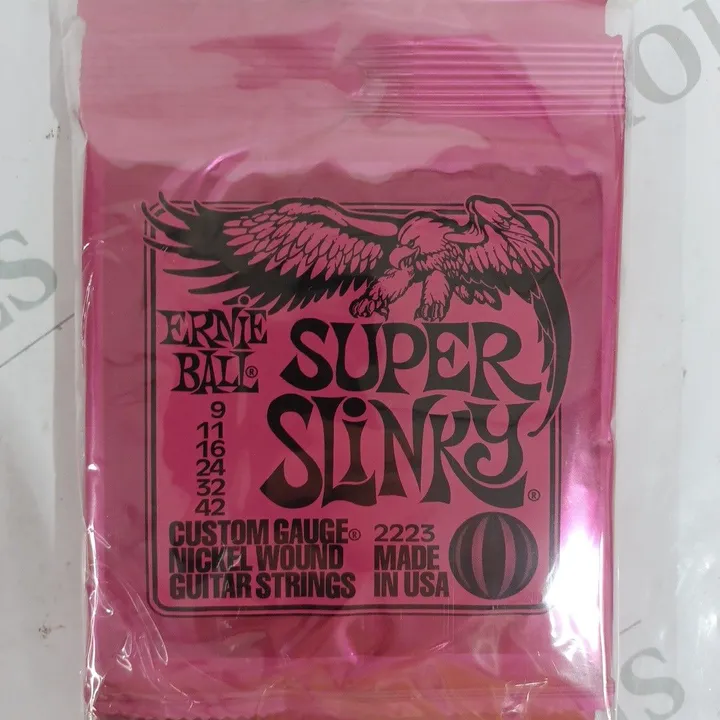 ERNIE
BALL®
SUPER
SLINKY®
9
11
16
24
32
42
CUSTOM GAUGE®
NICKEL WOUND
GUITAR STRINGS
2223
MADE
IN USA